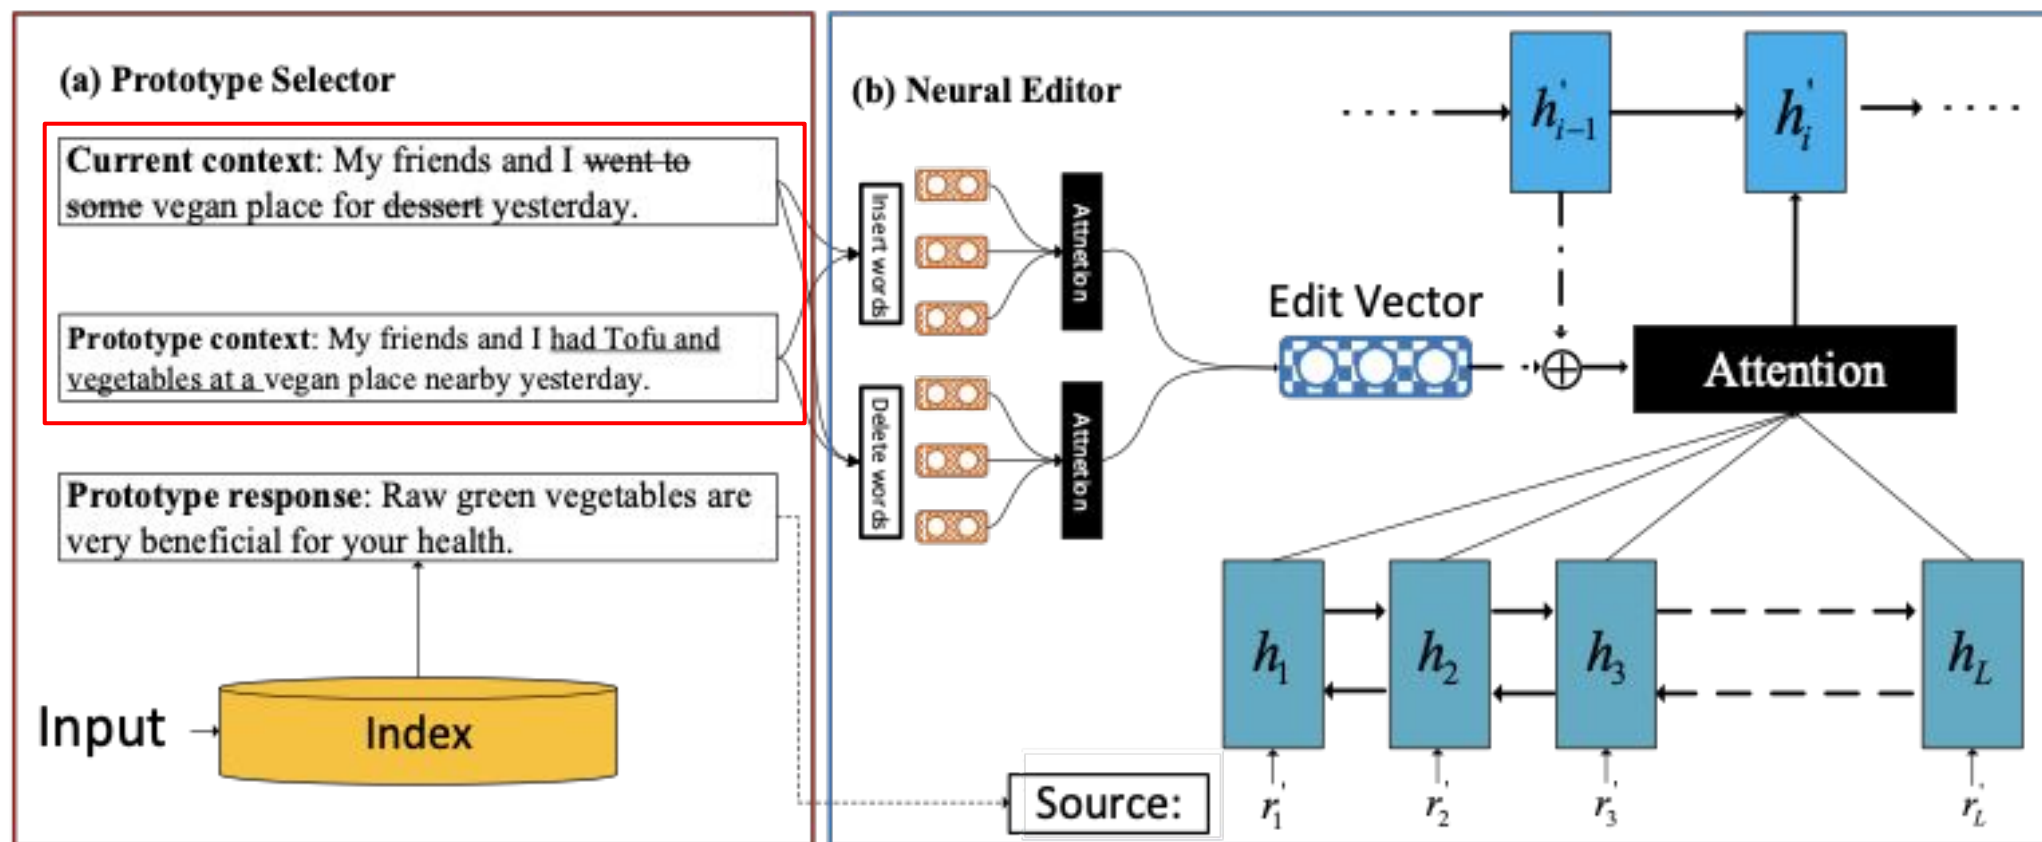 (a) Prototype Selector
Current context: My friends and I went to
some vegan place for dessert yesterday.
Prototype context: My friends and I had Tofu and
vegetables at a vegan place nearby yesterday.
Prototype response: Raw green vegetables are
very beneficial for your health.
Input
Index
(b) Neural Editor
Insert words
Attnetion
Delete words
Attnetion
Edit Vector
h'i-1
h'i
Attention
h1
h2
h3
hL
Source:
r'1
r'2
r'3
r'L